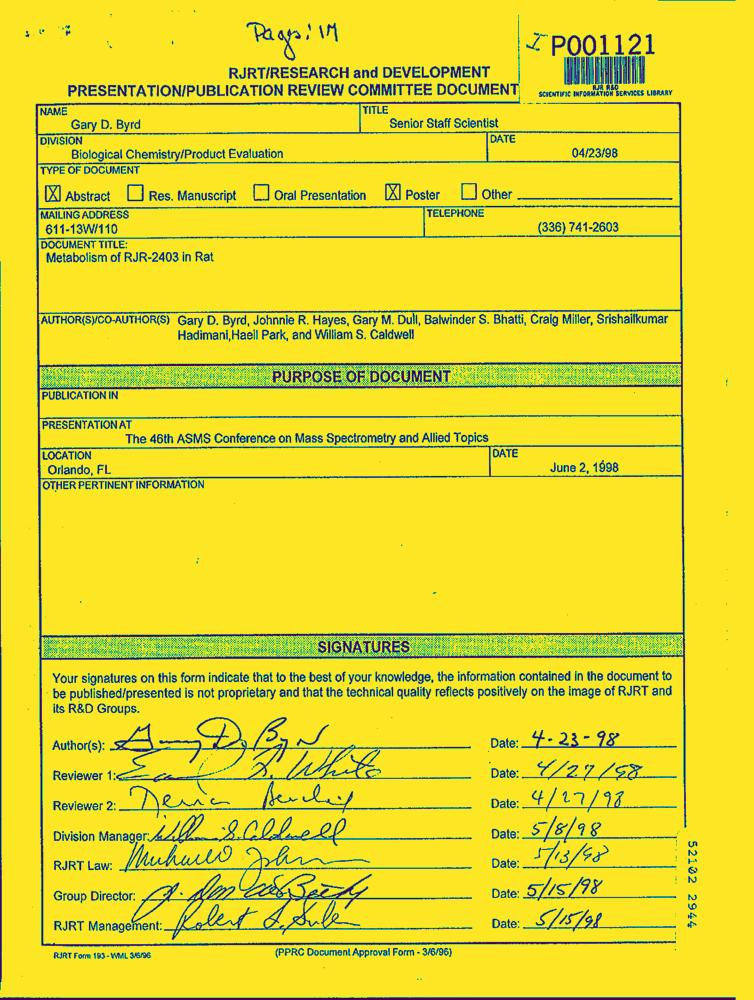 Pages: 17
I P001121
RJR R&D
SCIENTIFIC INFORMATION SERVICES LIBRARY
RJRT/RESEARCH and DEVELOPMENT
PRESENTATION/PUBLICATION REVIEW COMMITTEE DOCUMENT
NAME TITLE
Gary D. Byrd Senior Staff Scientist
DIVISION DATE
Biological Chemistry/Product Evaluation 04/23/98
TYPE OF DOCUMENT
X Abstract Res. Manuscript Oral Presentation X Poster Other
MAILING ADDRESS TELEPHONE
611-13W/110 (336) 741-2603
DOCUMENT TITLE:
Metabolism of RJR-2403 in Rat
AUTHOR(S)/CO-AUTHOR(S) Gary D. Byrd, Johnnie R. Hayes, Gary M. Dull, Balwinder S. Bhatti, Craig Miller, Srishailkumar
Hadimani, Haeil Park, and William S. Caldwell
PURPOSE OF DOCUMENT
PUBLICATION IN
PRESENTATION AT
The 46th ASMS Conference on Mass Spectrometry and Allied Topics
LOCATION DATE
Orlando, FL June 2, 1998
OTHER PERTINENT INFORMATION
SIGNATURES
Your signatures on this form indicate that to the best of your knowledge, the information contained in the document to
be published/presented is not proprietary and that the technical quality reflects positively on the image of RJRT and
its R&D Groups.
Author(s): Gary D. Byrd Date: 4-23-98
Reviewer 1: White Date: 4/27/98
Reviewer 2: Date: 4/27/98
Division Manager: William S. Caldwell Date: 5/8/98
RJRT Law: Date: 5/13/98
Group Director: Date: 5/15/98
RJRT Management: Robert Date: 5/15/98
RJRT Form 193 - WML 3/6/96 (PPRC Document Approval Form - 3/6/96)
52102 2944